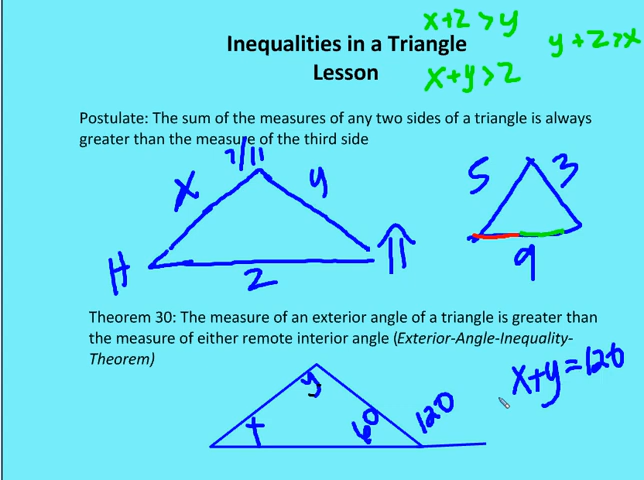 x+z >y
Inequalities in a Triangle
y +z >x
Lesson
x+y >z
Postulate: The sum of the measures of any two sides of a triangle is always
greater than the measure of the third side
7/11
x
y
5
3
H
z
9
Theorem 30: The measure of an exterior angle of a triangle is greater than
the measure of either remote interior angle (Exterior-Angle-Inequality-
Theorem)
x+y=120
y
x
60
120